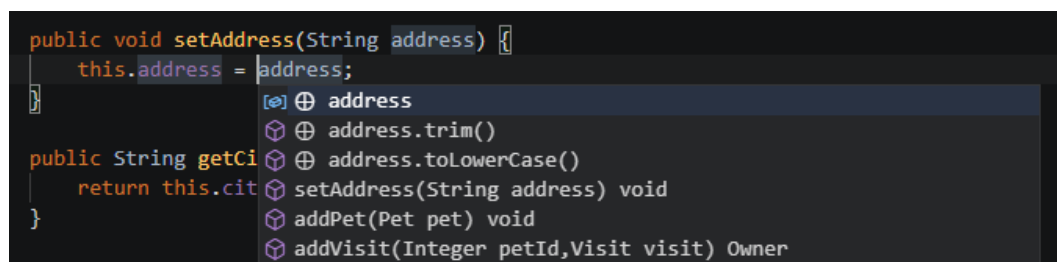 public void setAddress(String address) {
this.address = address;
}
address
address.trim()
public String getCi
address.toLowerCase()
return this.cit
setAddress(String address) void
}
addPet(Pet pet) void
addVisit(Integer petId,Visit visit) Owner